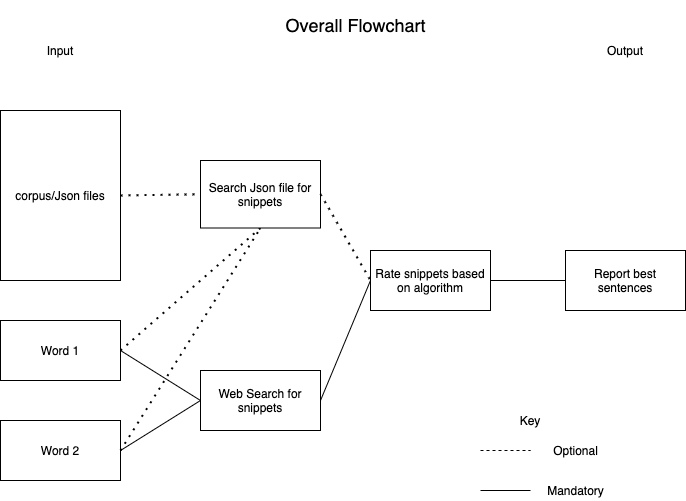 Overall Flowchart
Input
Output
corpus/Json files
Search Json file for
snippets
Rate snippets based
on algorithm
Report best
sentences
Word 1
Web Search for
snippets
Word 2
Key
Optional
Mandatory